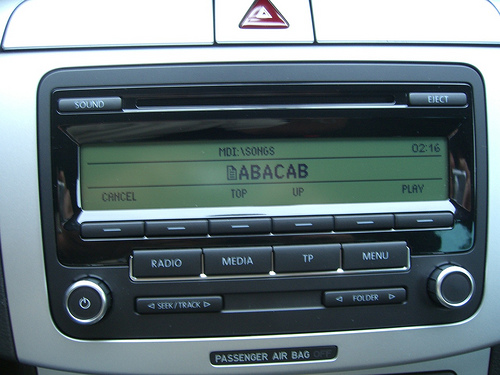 SOUND
EJECT
MDI:\SONGS 02:16
ABACAB
CANCEL TOP UP PLAY
RADIO MEDIA TP MENU
SEEK/TRACK
FOLDER
PASSENGER AIR BAG OFF